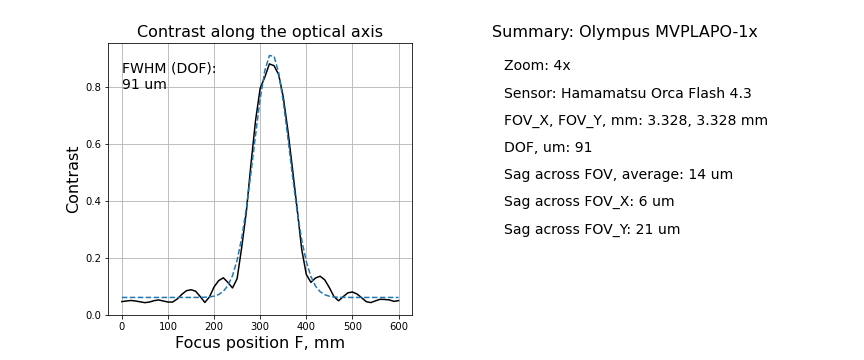 Contrast along the optical axis
FWHM (DOF):
91 um
0.8
0.6
0.4
0.2
0.0
Contrast
0 100 200 300 400 500 600
Focus position F, mm
Summary: Olympus MVPLAPO-1x
Zoom: 4x
Sensor: Hamamatsu Orca Flash 4.3
FOV_X, FOV_Y, mm: 3.328, 3.328 mm
DOF, um: 91
Sag across FOV, average: 14 um
Sag across FOV_X: 6 um
Sag across FOV_Y: 21 um